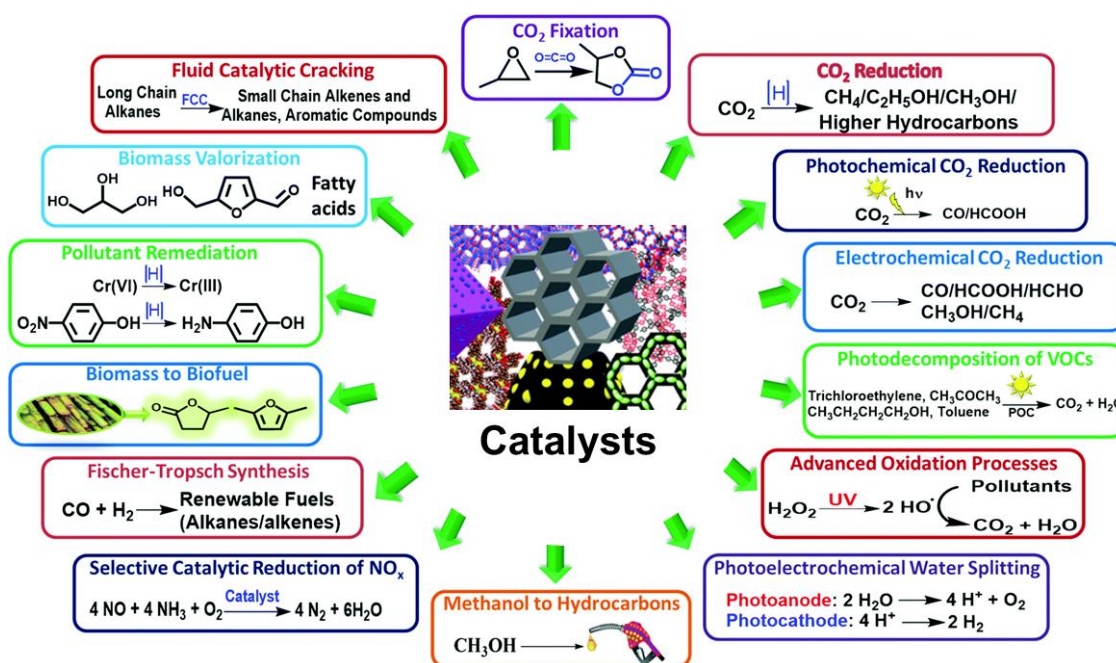 CO₂ Fixation
O=C=O
O
O
O
O
Fluid Catalytic Cracking
Long Chain
Alkanes
FCC
Small Chain Alkenes and
Alkanes, Aromatic Compounds
CO₂ Reduction
CO₂
[H]
CH₄/C₂H₅OH/CH₃OH/
Higher Hydrocarbons
Biomass Valorization
OH
HO
OH
HO
O
O
Fatty
acids
Photochemical CO₂ Reduction
hν
CO₂
CO/HCOOH
Pollutant Remediation
Cr(VI)
[H]
Cr(III)
O₂N
OH
[H]
H₂N
OH
Electrochemical CO₂ Reduction
CO₂
CO/HCOOH/HCHO
CH₃OH/CH₄
Biomass to Biofuel
O
O
O
Photodecomposition of VOCs
Trichloroethylene, CH₃COCH₃
CH₃CH₂CH₂CH₂OH, Toluene
POC
CO₂ + H₂O
Catalysts
Fischer-Tropsch Synthesis
CO + H₂
Renewable Fuels
(Alkanes/alkenes)
Advanced Oxidation Processes
H₂O₂
UV
2 HO•
Pollutants
CO₂ + H₂O
Selective Catalytic Reduction of NOₓ
4 NO + 4 NH₃ + O₂
Catalyst
4 N₂ + 6H₂O
Methanol to Hydrocarbons
CH₃OH
Photoelectrochemical Water Splitting
Photoanode: 2 H₂O → 4 H⁺ + O₂
Photocathode: 4 H⁺ → 2 H₂